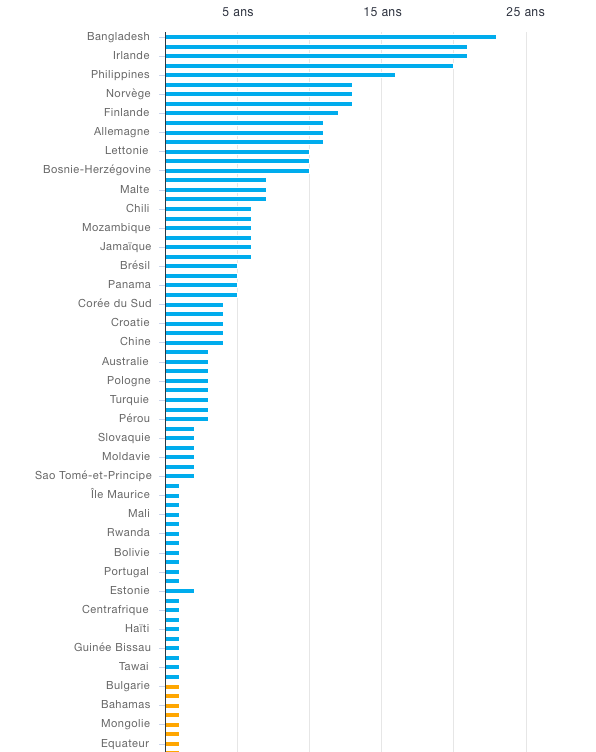 5 ans 15 ans 25 ans
Bangladesh
Irlande
Philippines
Norvège
Finlande
Allemagne
Lettonie
Bosnie-Herzégovine
Malte
Chili
Mozambique
Jamaïque
Brésil
Panama
Corée du Sud
Croatie
Chine
Australie
Pologne
Turquie
Pérou
Slovaquie
Moldavie
Sao Tomé-et-Principe
Île Maurice
Mali
Rwanda
Bolivie
Portugal
Estonie
Centrafrique
Haïti
Guinée Bissau
Tawai
Bulgarie
Bahamas
Mongolie
Equateur